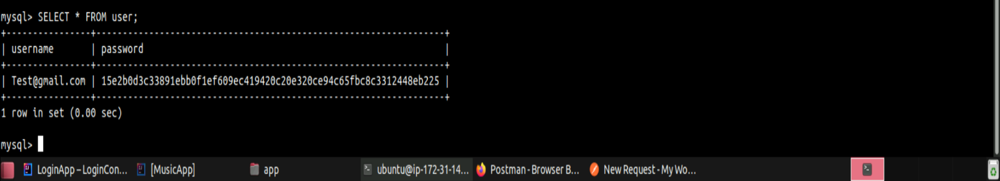 mysql> SELECT * FROM user;
+----------------+------------------------------------------------------------------+
| username | password |
+----------------+------------------------------------------------------------------+
| Test@gmail.com | 15e2b0d3c33891ebb0f1ef609ec419420c20e320ce94c65fbc8c3312448eb225 |
+----------------+------------------------------------------------------------------+
1 row in set (0.00 sec)
mysql>
LoginApp – LoginCon... [MusicApp] app ubuntu@ip-172-31-14... Postman - Browser B... New Request - My Wo...